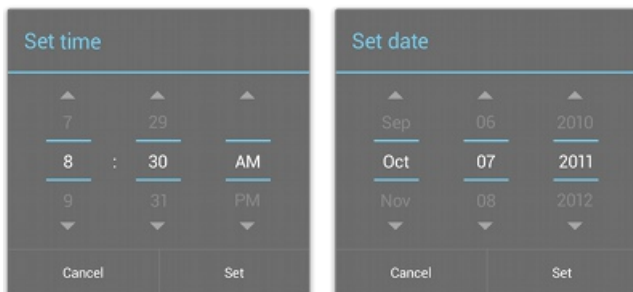 Set time
7 29
8 : 30 AM
9 31 PM
Cancel Set
Set date
Sep 06 2010
Oct 07 2011
Nov 08 2012
Cancel Set